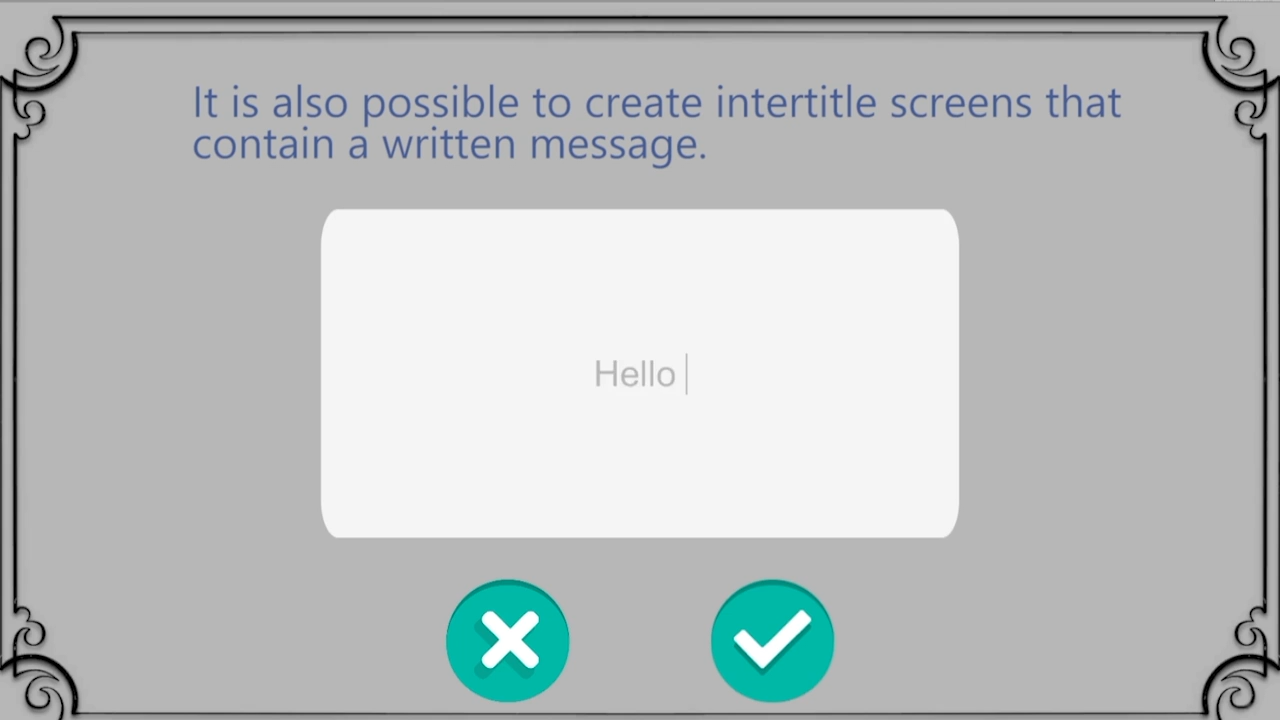 It is also possible to create intertitle screens that
contain a written message.
Hello